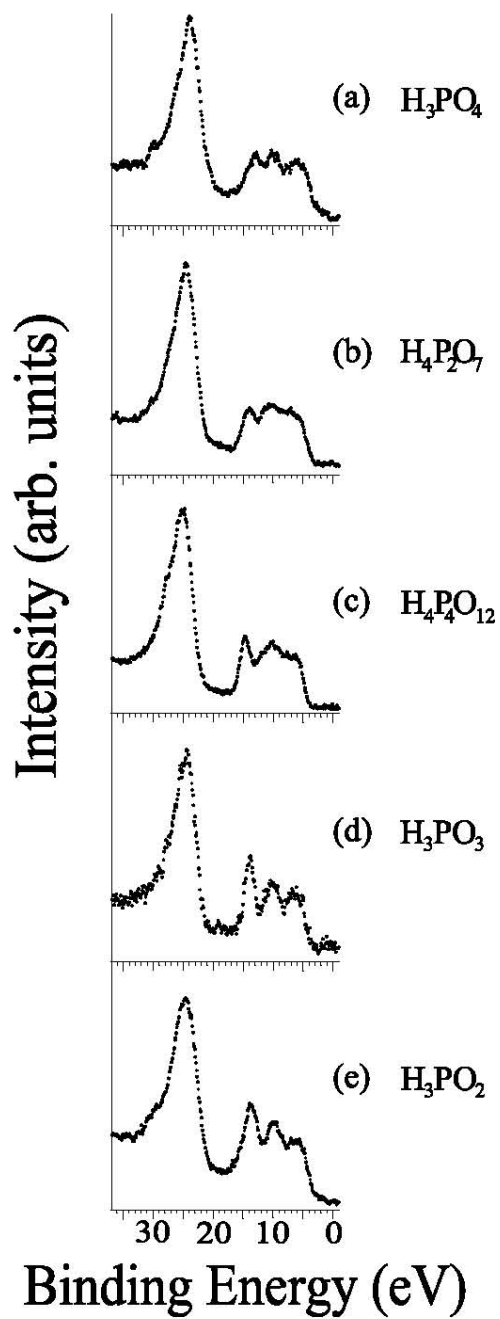 (a) H₃PO₄
(b) H₄P₂O₇
(c) H₄P₄O₁₂
(d) H₃PO₃
(e) H₃PO₂
Intensity (arb. units)
30 20 10 0
Binding Energy (eV)